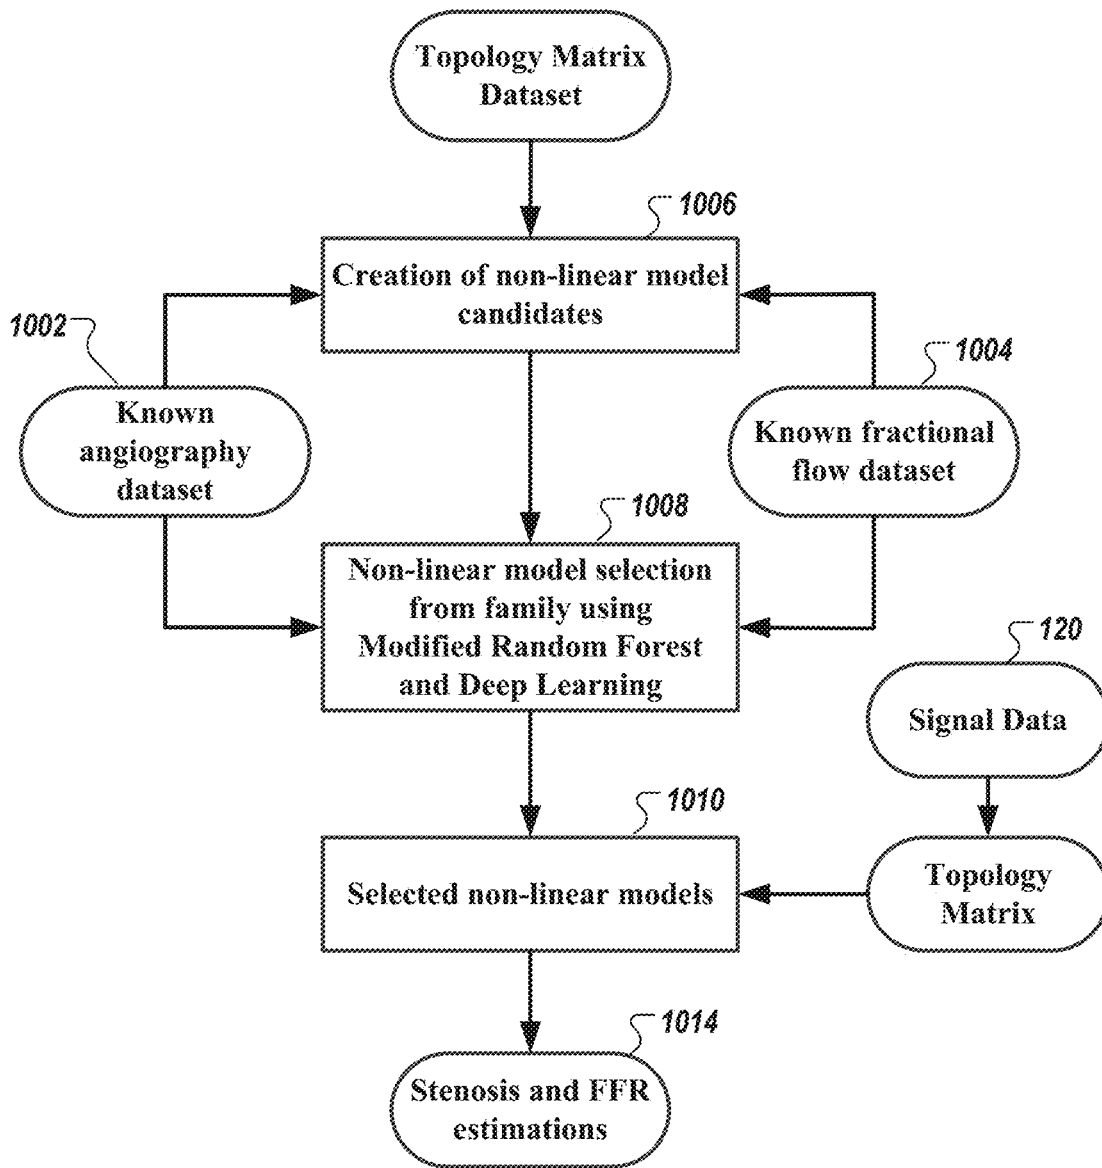 Topology Matrix
Dataset
1006
Creation of non-linear model
candidates
1002
Known
angiography
dataset
1004
Known fractional
flow dataset
1008
Non-linear model selection
from family using
Modified Random Forest
and Deep Learning
120
Signal Data
1010
Selected non-linear models
Topology
Matrix
1014
Stenosis and FFR
estimations